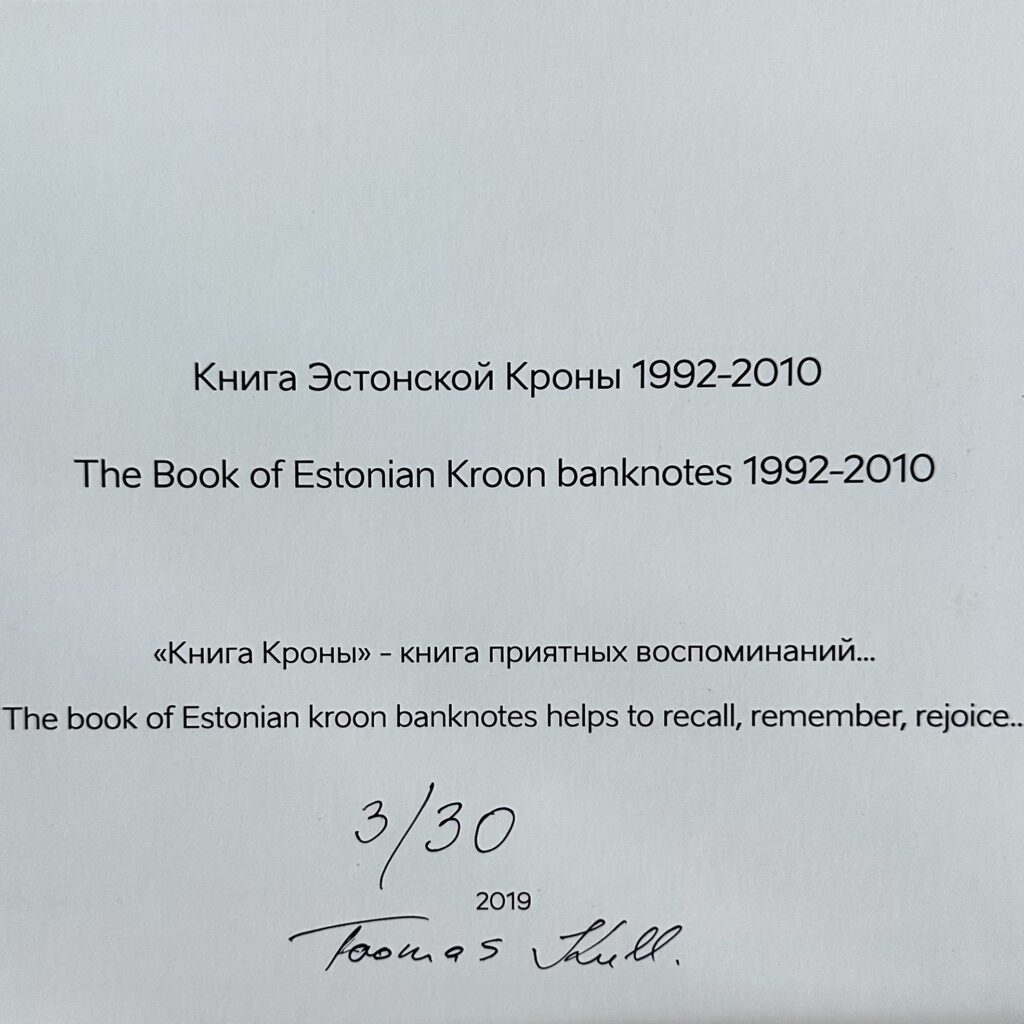 Книга Эстонской Кроны 1992-2010
The Book of Estonian Kroon banknotes 1992-2010
«Книга Кроны» - книга приятных воспоминаний...
The book of Estonian kroon banknotes helps to recall, remember, rejoice..
3/30
2019
Toomas Kull.